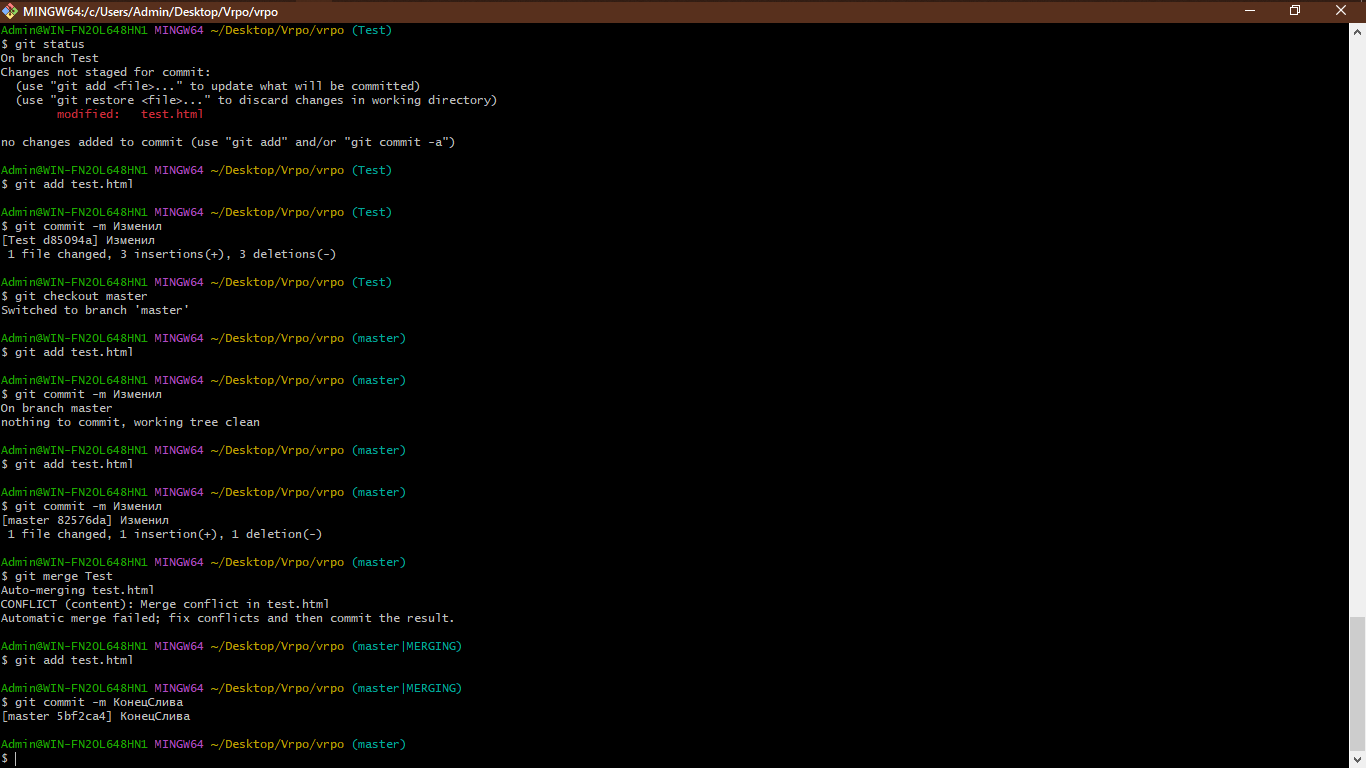 MINGW64:/c/Users/Admin/Desktop/Vrpo/vrpo
Admin@WIN-FN2OL648HN1 MINGW64 ~/Desktop/Vrpo/vrpo (Test)
$ git status
On branch Test
Changes not staged for commit:
  (use "git add <file>..." to update what will be committed)
  (use "git restore <file>..." to discard changes in working directory)
        modified:   test.html

no changes added to commit (use "git add" and/or "git commit -a")

Admin@WIN-FN2OL648HN1 MINGW64 ~/Desktop/Vrpo/vrpo (Test)
$ git add test.html

Admin@WIN-FN2OL648HN1 MINGW64 ~/Desktop/Vrpo/vrpo (Test)
$ git commit -m Изменил
[Test d85094a] Изменил
 1 file changed, 3 insertions(+), 3 deletions(-)

Admin@WIN-FN2OL648HN1 MINGW64 ~/Desktop/Vrpo/vrpo (Test)
$ git checkout master
Switched to branch 'master'

Admin@WIN-FN2OL648HN1 MINGW64 ~/Desktop/Vrpo/vrpo (master)
$ git add test.html

Admin@WIN-FN2OL648HN1 MINGW64 ~/Desktop/Vrpo/vrpo (master)
$ git commit -m Изменил
On branch master
nothing to commit, working tree clean

Admin@WIN-FN2OL648HN1 MINGW64 ~/Desktop/Vrpo/vrpo (master)
$ git add test.html

Admin@WIN-FN2OL648HN1 MINGW64 ~/Desktop/Vrpo/vrpo (master)
$ git commit -m Изменил
[master 82576da] Изменил
 1 file changed, 1 insertion(+), 1 deletion(-)

Admin@WIN-FN2OL648HN1 MINGW64 ~/Desktop/Vrpo/vrpo (master)
$ git merge Test
Auto-merging test.html
CONFLICT (content): Merge conflict in test.html
Automatic merge failed; fix conflicts and then commit the result.

Admin@WIN-FN2OL648HN1 MINGW64 ~/Desktop/Vrpo/vrpo (master|MERGING)
$ git add test.html

Admin@WIN-FN2OL648HN1 MINGW64 ~/Desktop/Vrpo/vrpo (master|MERGING)
$ git commit -m КонецСлива
[master 5bf2ca4] КонецСлива

Admin@WIN-FN2OL648HN1 MINGW64 ~/Desktop/Vrpo/vrpo (master)
$